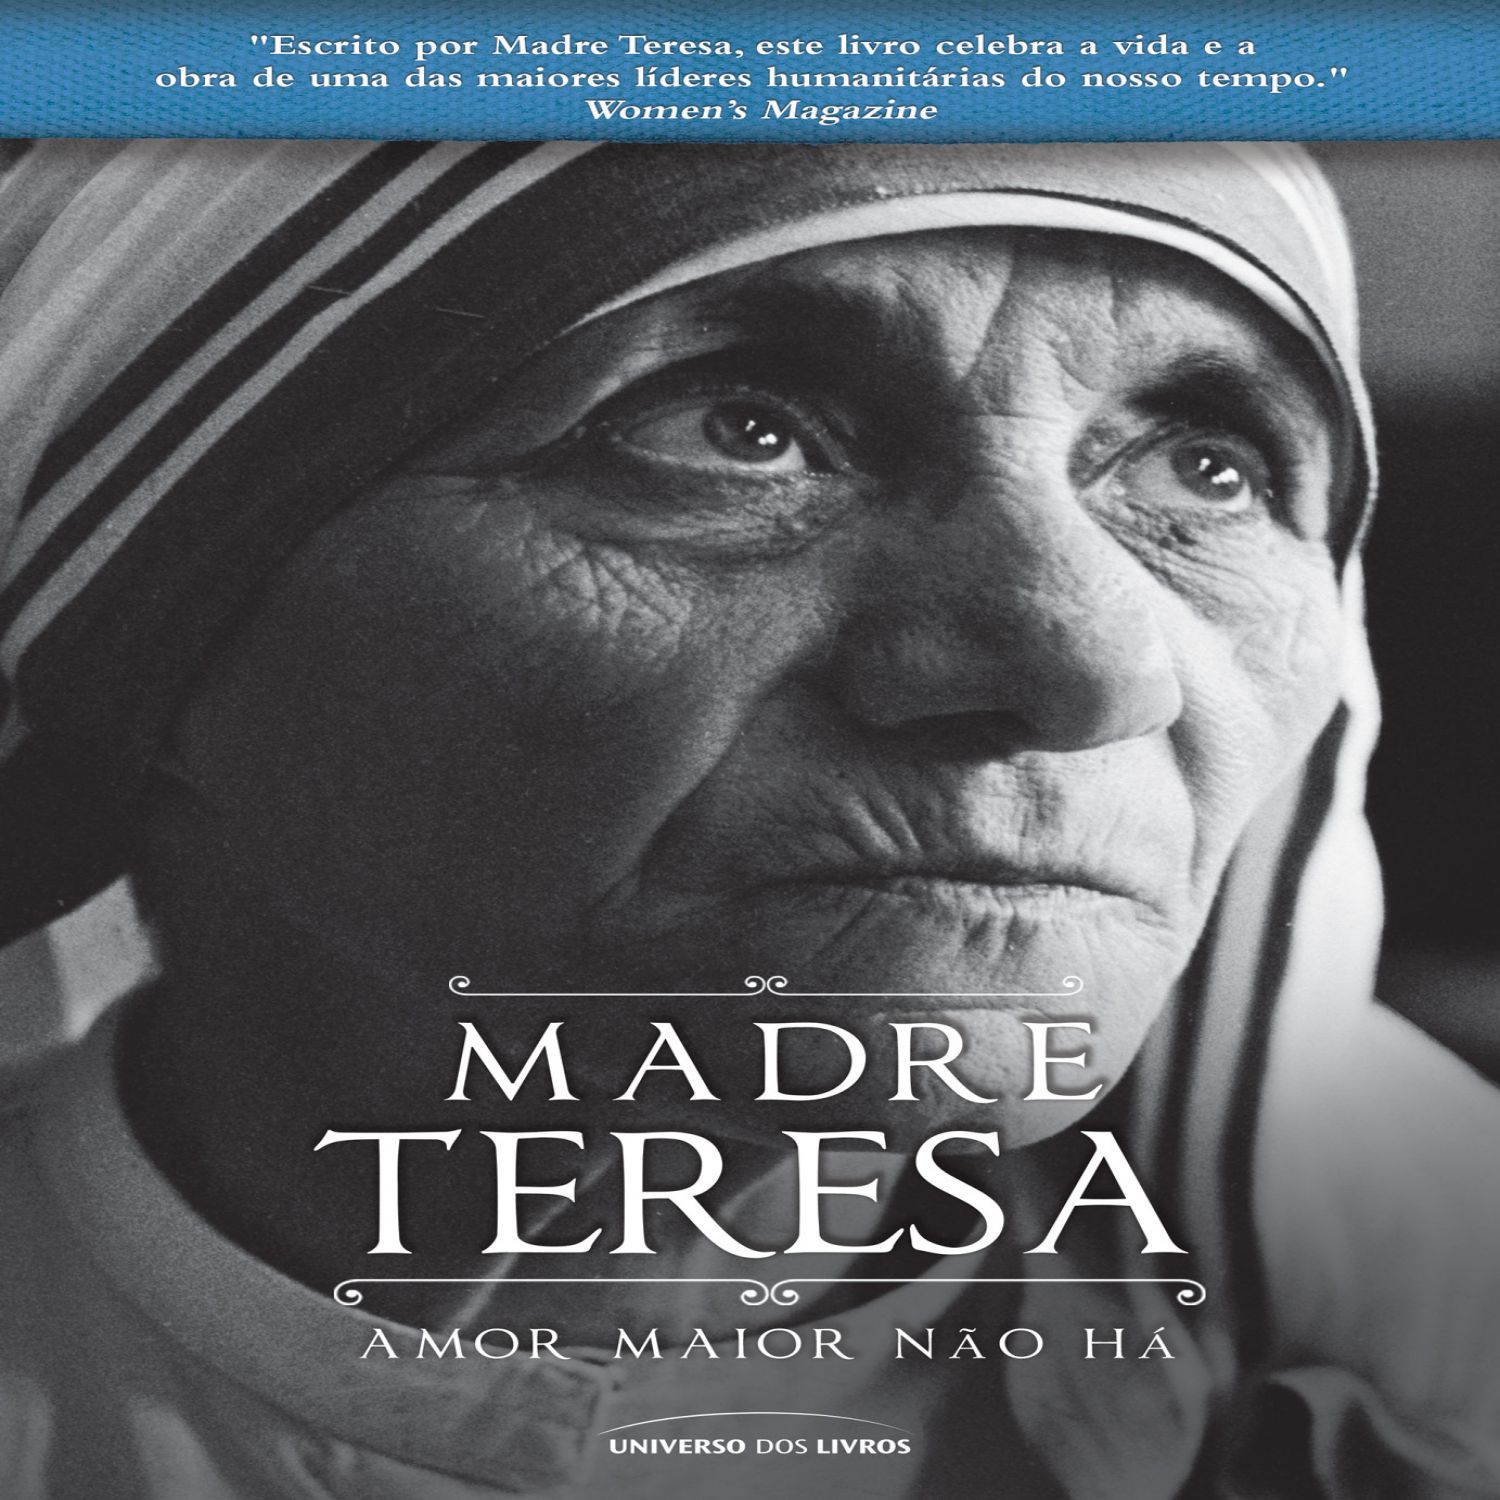 "Escrito por Madre Teresa, este livro celebra a vida e a
obra de uma das maiores líderes humanitárias do nosso tempo."
Women's Magazine
MADRE
TERESA
AMOR MAIOR NÃO HÁ
UNIVERSO DOS LIVROS